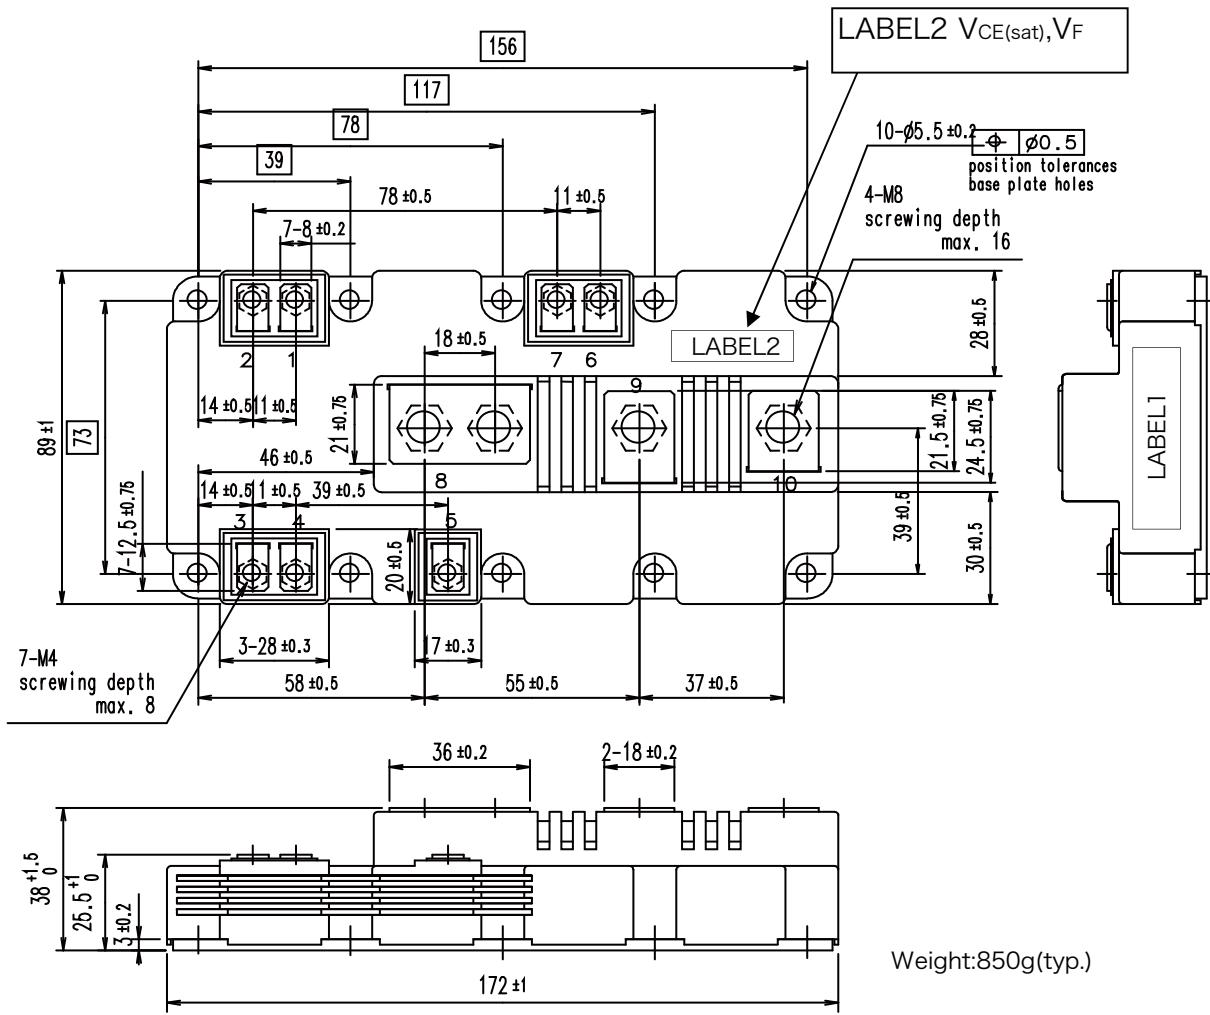 LABEL2 VCE(sat),VF
156
117
78
39
10-ø5.5 ±0.2
ø0.5
position tolerances
base plate holes
78 ±0.5
11 ±0.5
7-8 ±0.2
4-M8
screwing depth
max. 16
2 1
7 6
LABEL2
28 ±0.5
18 ±0.5
9
14 ±0.5
11 ±0.5
21 ±0.75
21.5 ±0.75
24.5 ±0.75
LABEL1
89 ±1
73
46 ±0.5
8
10
14 ±0.5
1 ±0.5
39 ±0.5
3 4
5
7-12.5 ±0.75
20 ±0.5
39 ±0.5
30 ±0.5
3-28 ±0.3
17 ±0.3
7-M4
screwing depth
max. 8
58 ±0.5
55 ±0.5
37 ±0.5
36 ±0.2
2-18 ±0.2
38 +1.5 0
25.5 +1 0
3 ±0.2
172 ±1
Weight:850g(typ.)